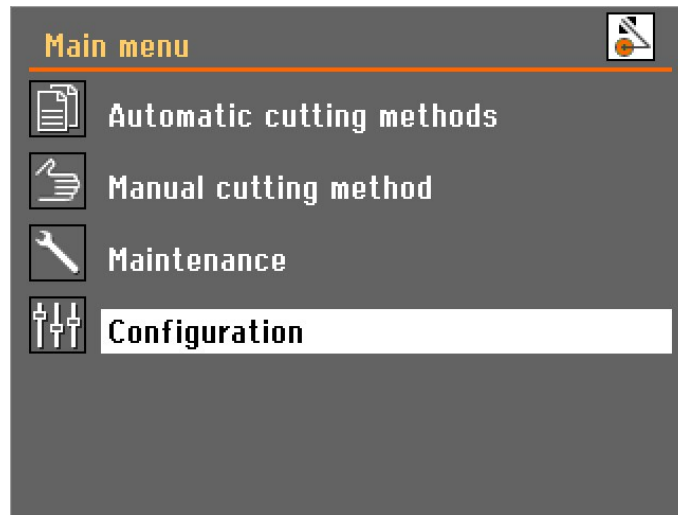 Main menu
Automatic cutting methods
Manual cutting method
Maintenance
Configuration